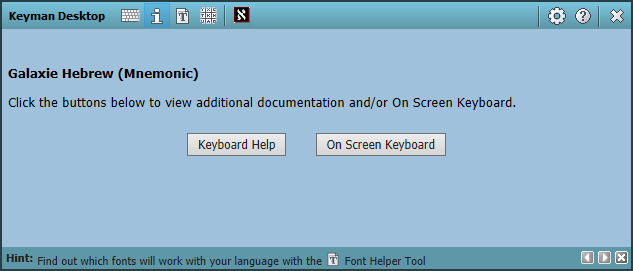 Keyman Desktop
Galaxie Hebrew (Mnemonic)
Click the buttons below to view additional documentation and/or On Screen Keyboard.
Keyboard Help On Screen Keyboard
Hint: Find out which fonts will work with your language with the Font Helper Tool